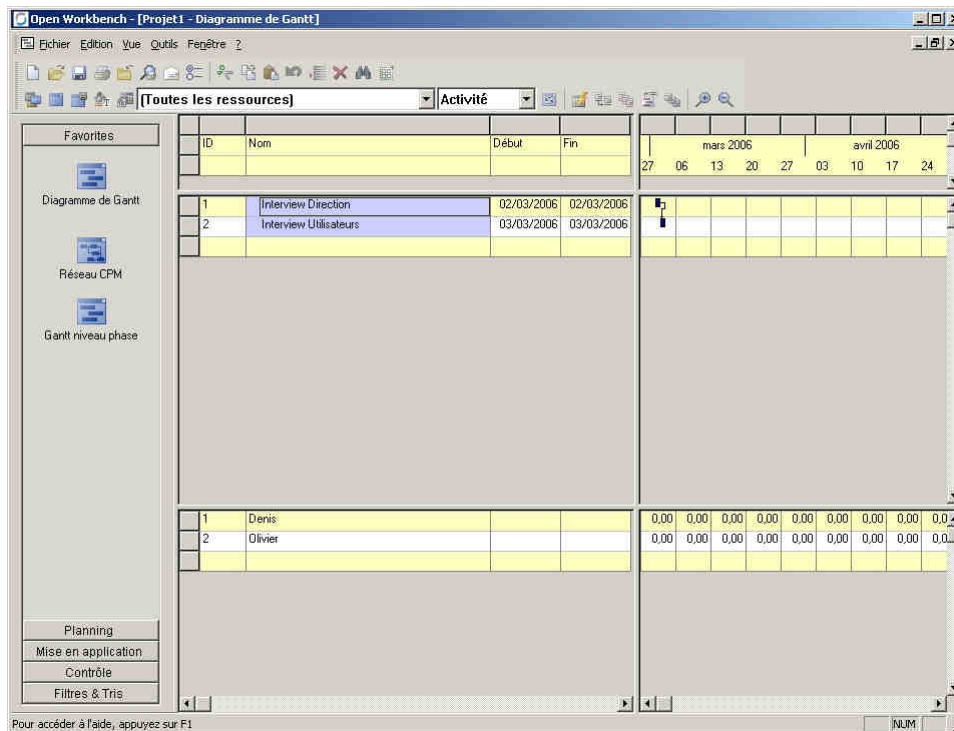 Open Workbench - [Projet1 - Diagramme de Gantt]
Fichier Edition Vue Outils Fenêtre ?
(Toutes les ressources) Activité
Favorites
Diagramme de Gantt
Réseau CPM
Gantt niveau phase
Planning
Mise en application
Contrôle
Filtres & Tris
ID Nom Début Fin
mars 2006 avril 2006
27 06 13 20 27 03 10 17 24
1 Interview Direction 02/03/2006 02/03/2006
2 Interview Utilisateurs 03/03/2006 03/03/2006
1 Denis 0,00 0,00 0,00 0,00 0,00 0,00 0,00 0,00 0,0
2 Olivier 0,00 0,00 0,00 0,00 0,00 0,00 0,00 0,00 0,0
Pour accéder à l'aide, appuyez sur F1
NUM